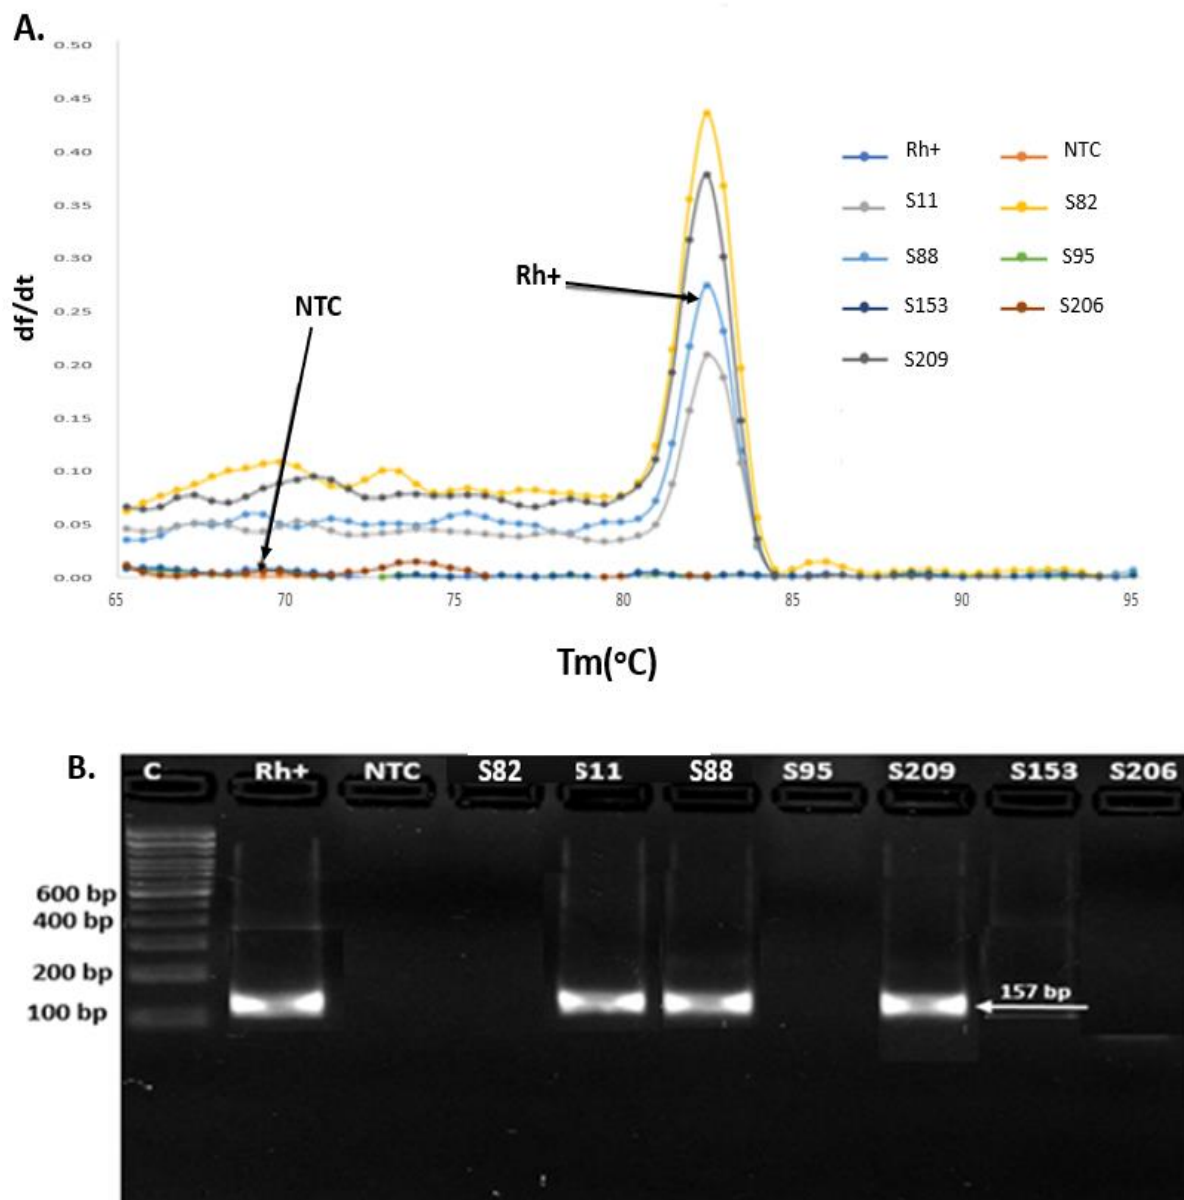 A.
0.50
0.45
0.40
0.35
0.30
0.25
0.20
0.15
0.10
0.05
0.00
df/dt
65 70 75 80 85 90 95
Tm(°C)
NTC
Rh+
Rh+ NTC
S11 S82
S88 S95
S153 S206
S209
B.
C Rh+ NTC S82 S11 S88 S95 S209 S153 S206
600 bp
400 bp
200 bp
100 bp
157 bp